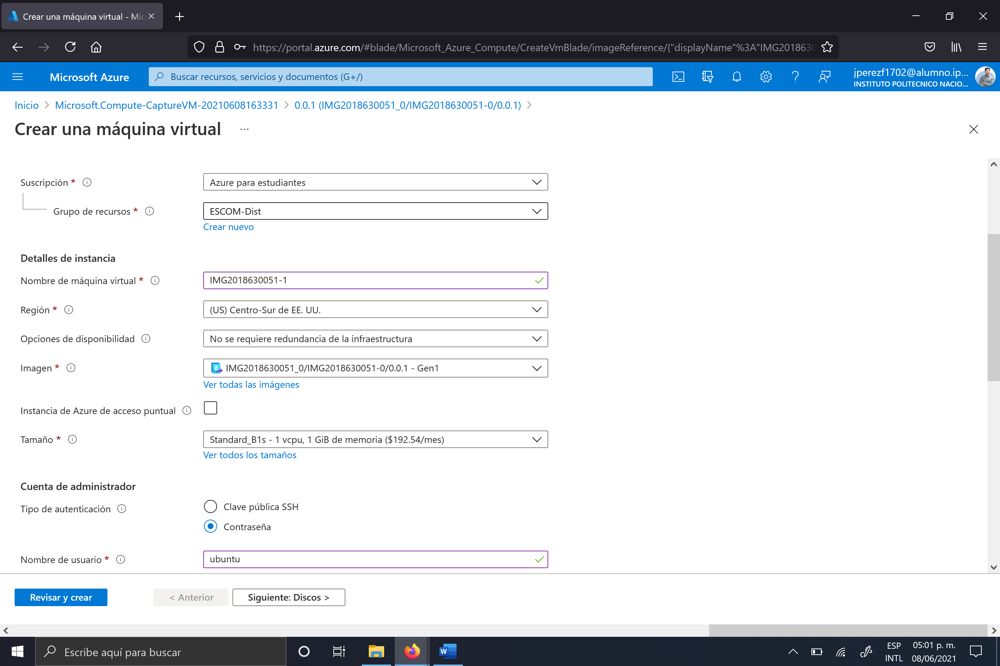 Crear una máquina virtual - Mic
https://portal.azure.com/#blade/Microsoft_Azure_Compute/CreateVmBlade/imageReference/{"displayName"%3A"IMG2018630
Microsoft Azure
Buscar recursos, servicios y documentos (G+/)
jperezf1702@alumno.ip...
INSTITUTO POLITECNICO NACIO...
Inicio > Microsoft.Compute-CaptureVM-20210608163331 > 0.0.1 (IMG2018630051_0/IMG2018630051-0/0.0.1) >
Crear una máquina virtual ...
Suscripción *
Azure para estudiantes
Grupo de recursos *
ESCOM-Dist
Crear nuevo
Detalles de instancia
Nombre de máquina virtual *
IMG2018630051-1
Región *
(US) Centro-Sur de EE. UU.
Opciones de disponibilidad
No se requiere redundancia de la infraestructura
Imagen *
IMG2018630051_0/IMG2018630051-0/0.0.1 - Gen1
Ver todas las imágenes
Instancia de Azure de acceso puntual
Tamaño *
Standard_B1s - 1 vcpu, 1 GiB de memoria ($192.54/mes)
Ver todos los tamaños
Cuenta de administrador
Tipo de autenticación
Clave pública SSH
Contraseña
Nombre de usuario *
ubuntu
Revisar y crear
< Anterior
Siguiente: Discos >
Escribe aquí para buscar
ESP
INTL
05:01 p. m.
08/06/2021